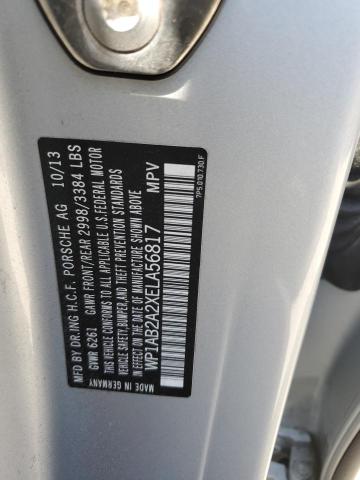 MFD BY DR.ING H.C.F. PORSCHE AG 10/13
GVWR 6261 GAWR FRONT/REAR 2998/3384 LBS
THIS VEHICLE CONFORMS TO ALL APPLICABLE U.S.FEDERAL MOTOR
VEHICLE SAFETY,BUMPER,AND THEFT PREVENTION STANDARDS
IN EFFECT ON THE DATE OF MANUFACTURE SHOWN ABOVE.
WP1AB2A2XELA56817 MPV
MADE IN GERMANY
7P5.010.730.F